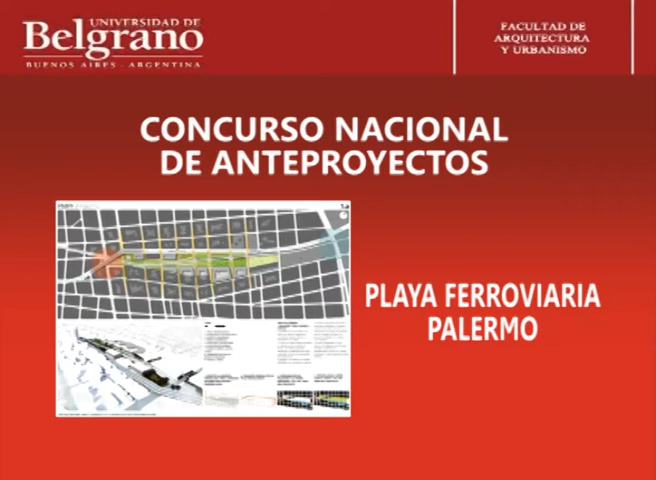 UNIVERSIDAD DE
Belgrano
BUENOS AIRES - ARGENTINA
FACULTAD DE
ARQUITECTURA
Y URBANISMO
CONCURSO NACIONAL
DE ANTEPROYECTOS
PLAYA FERROVIARIA
PALERMO